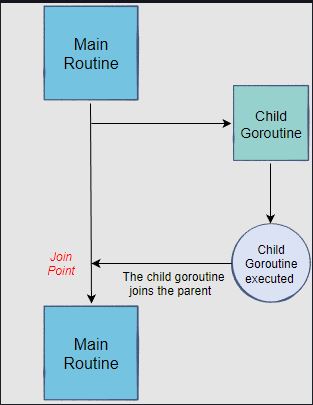 Main
Routine
Child
Goroutine
Child
Goroutine
executed
Join
Point
The child goroutine
joins the parent
Main
Routine